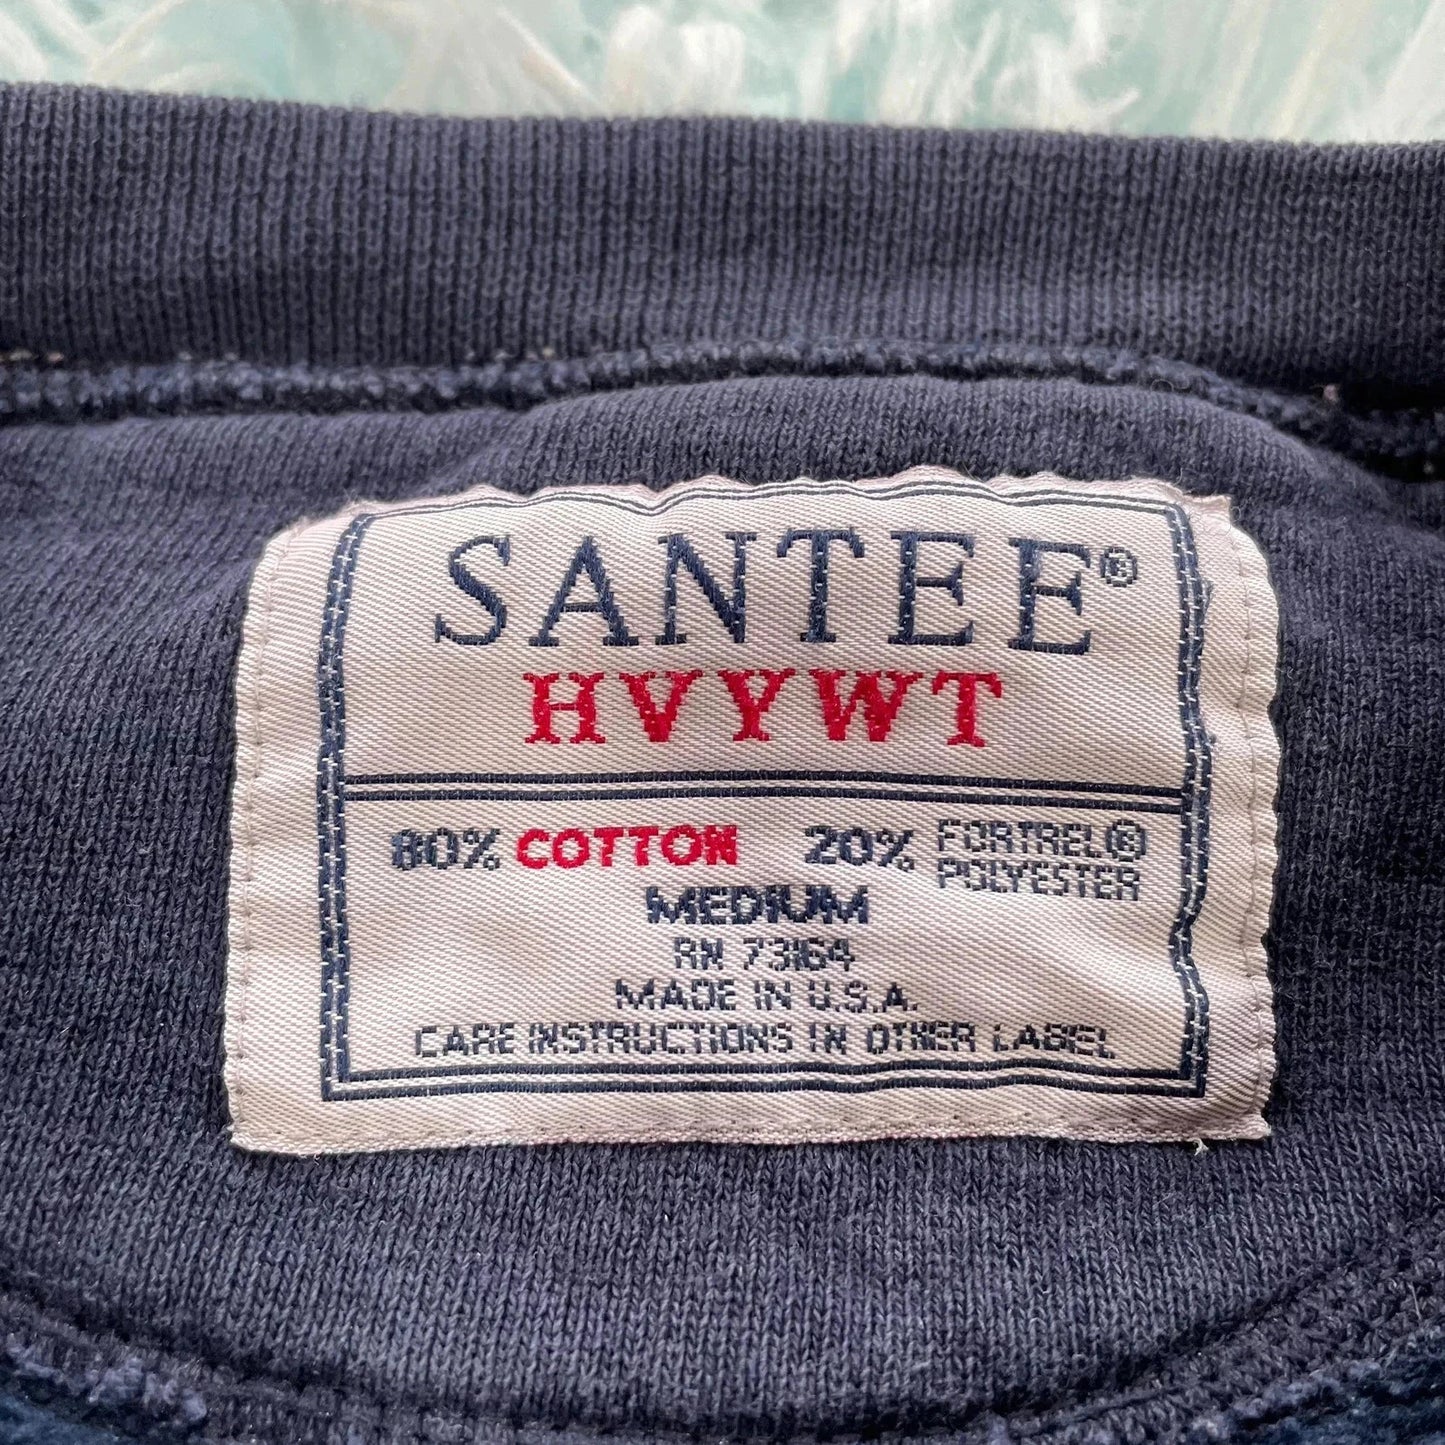 SANTEE®
HVYWT
80% COTTON 20% FORTREL® POLYESTER
MEDIUM
RN 73164
MADE IN U.S.A.
CARE INSTRUCTIONS IN OTHER LABEL